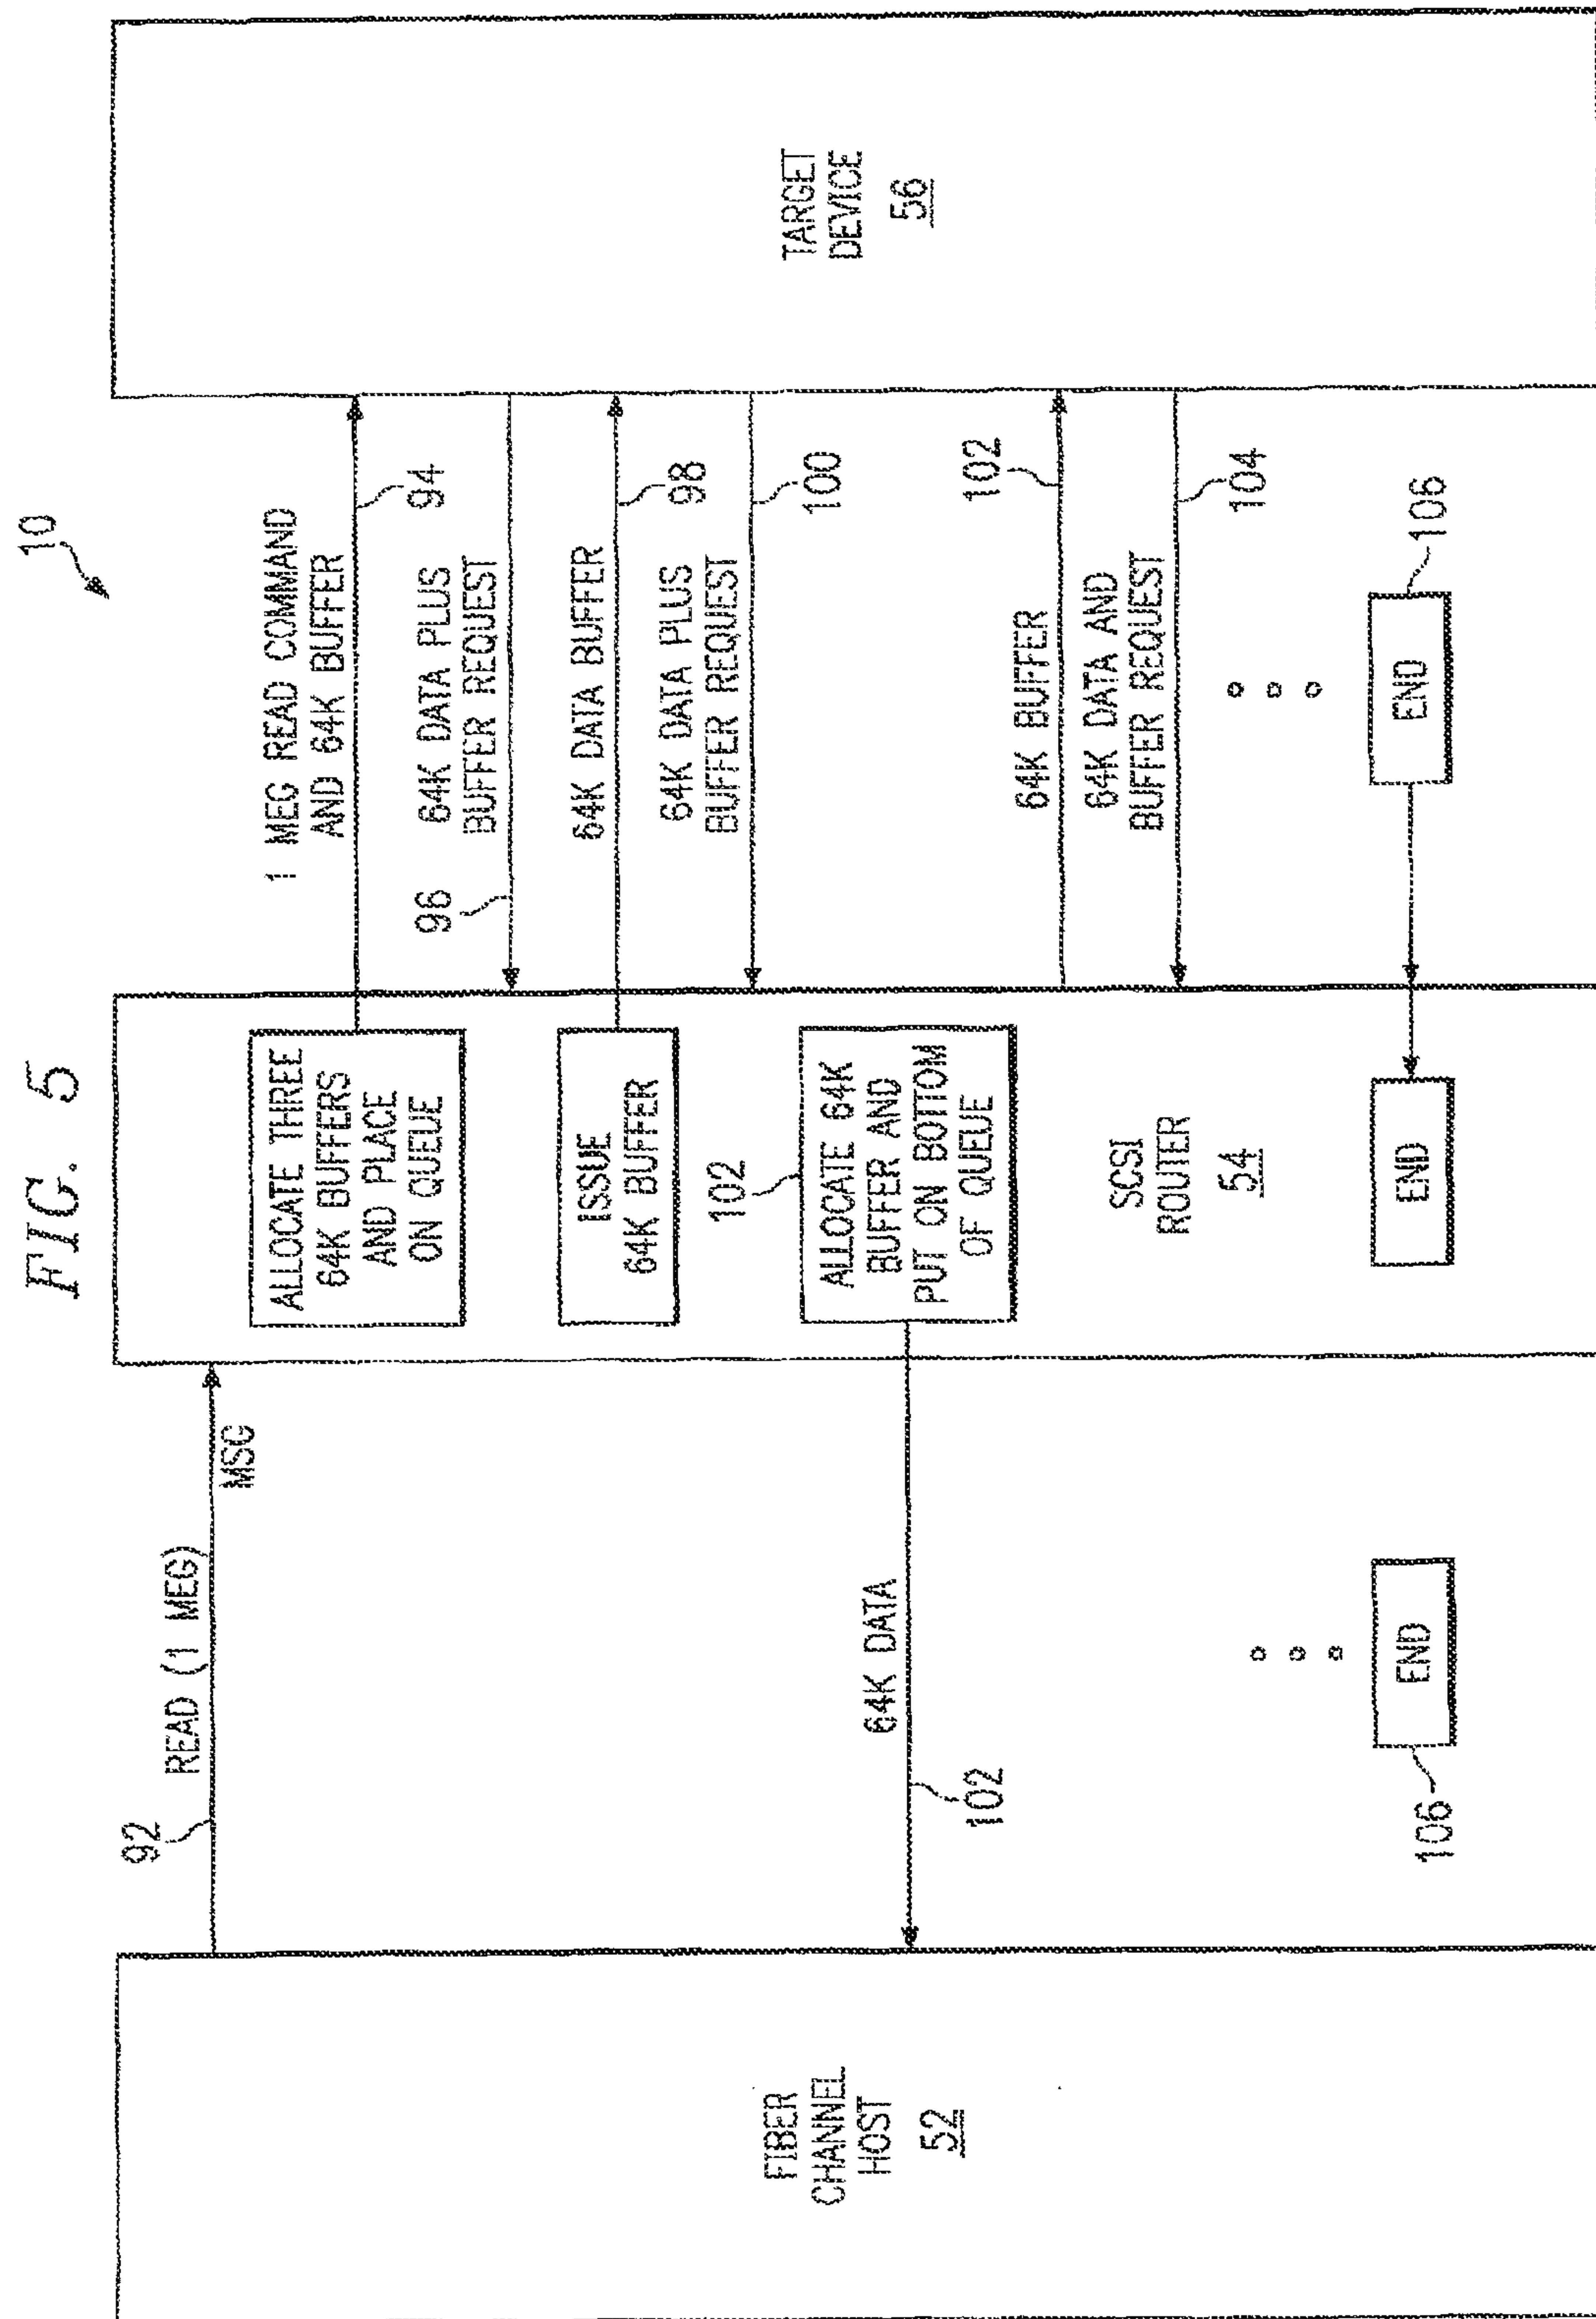 FIG. 5
10
FIBER
CHANNEL
HOST
52
92
READ (1 MEG)
MSG
64K DATA
102
END
106
ALLOCATE THREE
64K BUFFERS
AND PLACE
ON QUEUE
ISSUE
64K BUFFER
102
ALLOCATE 64K
BUFFER AND
PUT ON BOTTOM
OF QUEUE
SCSI
ROUTER
54
END
1 MEG READ COMMAND
AND 64K BUFFER
94
96
64K DATA PLUS
BUFFER REQUEST
64K DATA BUFFER
98
64K DATA PLUS
BUFFER REQUEST
100
64K BUFFER
102
64K DATA AND
BUFFER REQUEST
104
END
106
TARGET
DEVICE
56